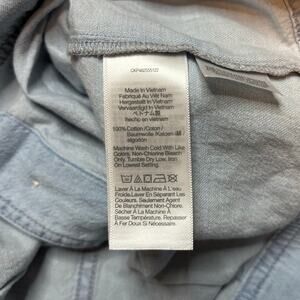 Made In Vietnam
Fabriqué Au Việt Nam
Hergestellt In Vietnam
Vervaardigd In Vietnam
ベトナム製
Hecho en Vietnam
100% Cotton /Coton /
Baumwolle /Katoen /綿
algodón
Machine Wash Cold With Like
Colors. Non-Chlorine Bleach
Only. Tumble Dry Low. Iron
on Lowest Setting.
Laver À La Machine À L'eau
Froide.Laver En Séparant Les
Couleurs. Seulement Agent
De Blanchiment Non-Chlore.
Sécher À La Machine À
Basse Température. Repasser
À Fer Doux Si Nécessaire.